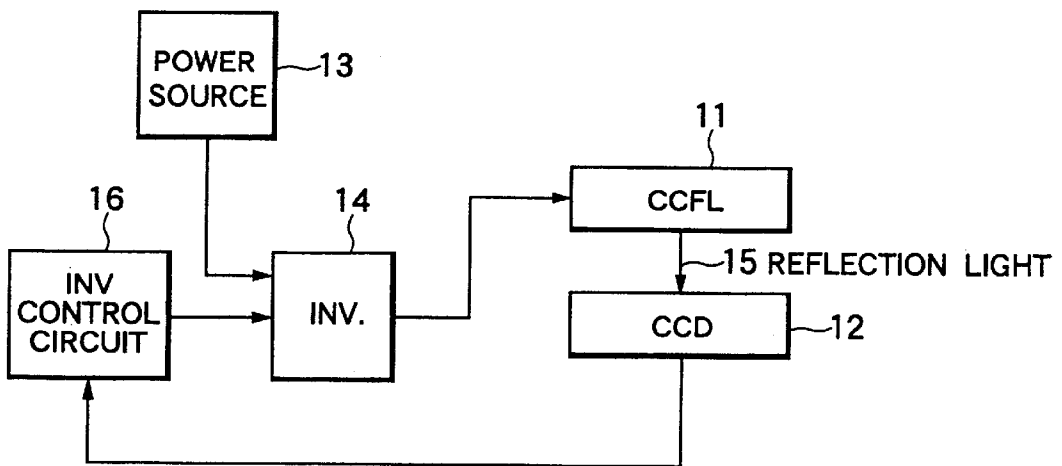 POWER
SOURCE
13
11
CCFL
16
14
INV
CONTROL
CIRCUIT
INV.
15 REFLECTION LIGHT
CCD
12